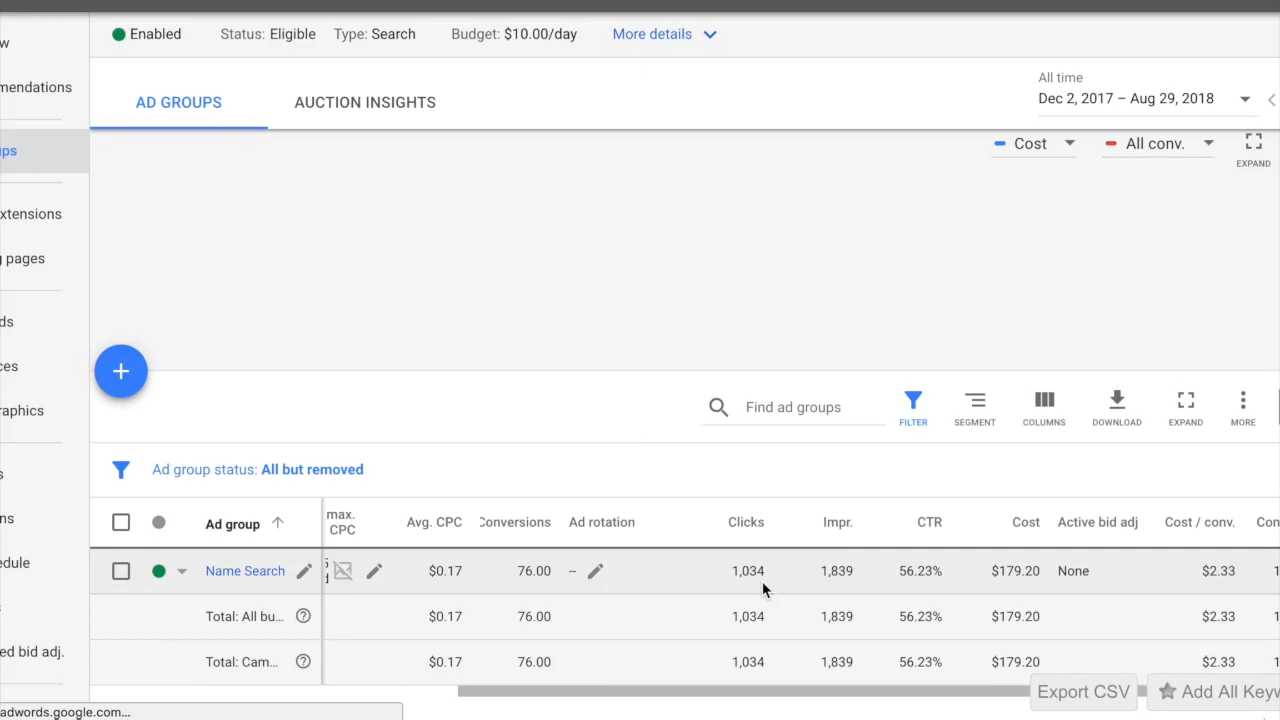 Enabled Status: Eligible Type: Search Budget: $10.00/day More details
w
mendations
ups
xtensions
g pages
ds
ces
raphics
s
ns
edule
s
ed bid adj.
AD GROUPS AUCTION INSIGHTS
All time
Dec 2, 2017 – Aug 29, 2018
Cost All conv.
EXPAND
Find ad groups
FILTER SEGMENT COLUMNS DOWNLOAD EXPAND MORE
Ad group status: All but removed
Ad group max. CPC Avg. CPC Conversions Ad rotation Clicks Impr. CTR Cost Active bid adj Cost / conv. Con
Name Search $0.17 76.00 – 1,034 1,839 56.23% $179.20 None $2.33 1
Total: All bu... $0.17 76.00 1,034 1,839 56.23% $179.20 $2.33 1
Total: Cam... $0.17 76.00 1,034 1,839 56.23% $179.20 $2.33 1
Export CSV Add All Keyw
adwords.google.com...